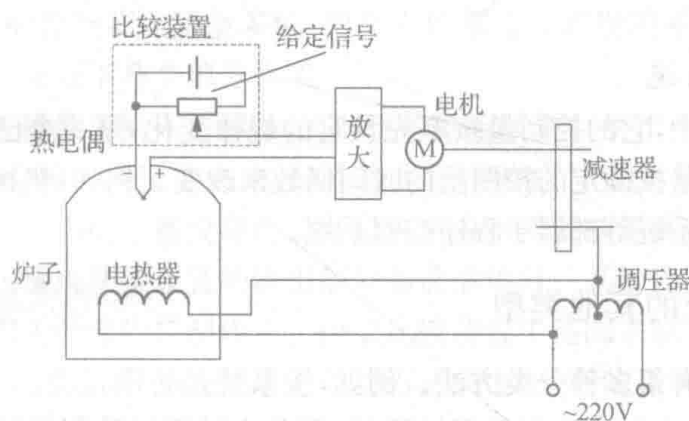 比较装置
给定信号
热电偶
+
放大
电机
M
减速器
炉子
电热器
调压器
~220V